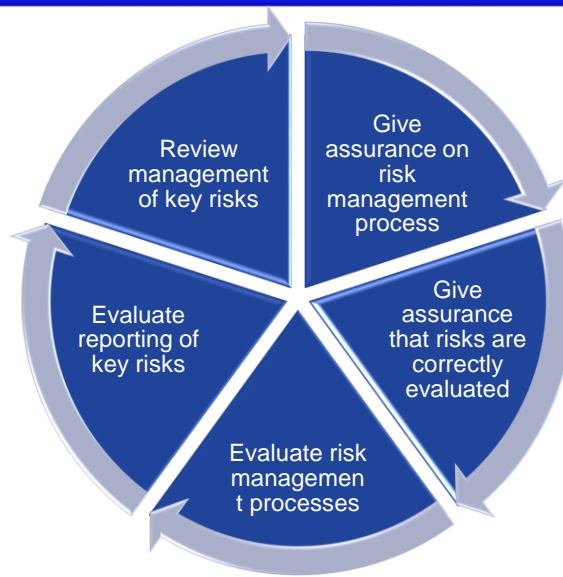 Give
assurance on
risk
management
process
Give
assurance
that risks are
correctly
evaluated
Evaluate risk
managemen
t processes
Evaluate
reporting of
key risks
Review
management
of key risks